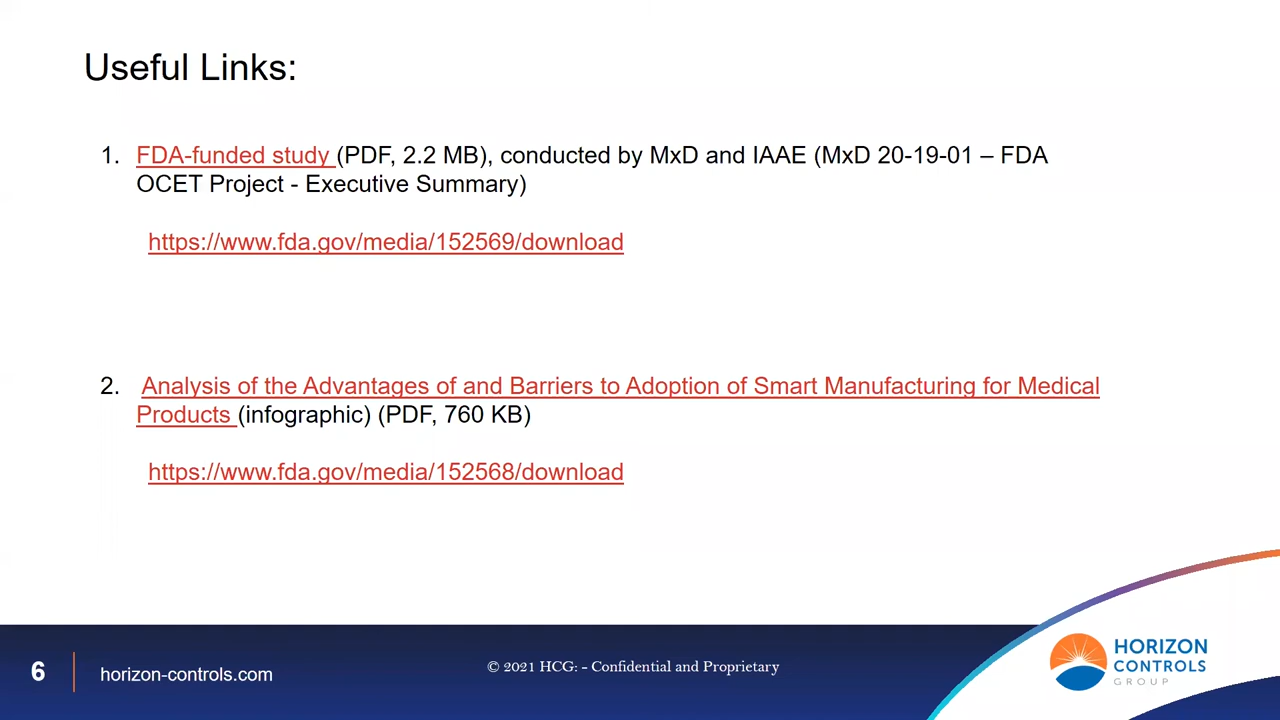 Useful Links:
1. FDA-funded study (PDF, 2.2 MB), conducted by MxD and IAAE (MxD 20-19-01 – FDA
OCET Project - Executive Summary)
https://www.fda.gov/media/152569/download
2. Analysis of the Advantages of and Barriers to Adoption of Smart Manufacturing for Medical
Products (infographic) (PDF, 760 KB)
https://www.fda.gov/media/152568/download
6
horizon-controls.com
© 2021 HCG: - Confidential and Proprietary
HORIZON
CONTROLS
GROUP